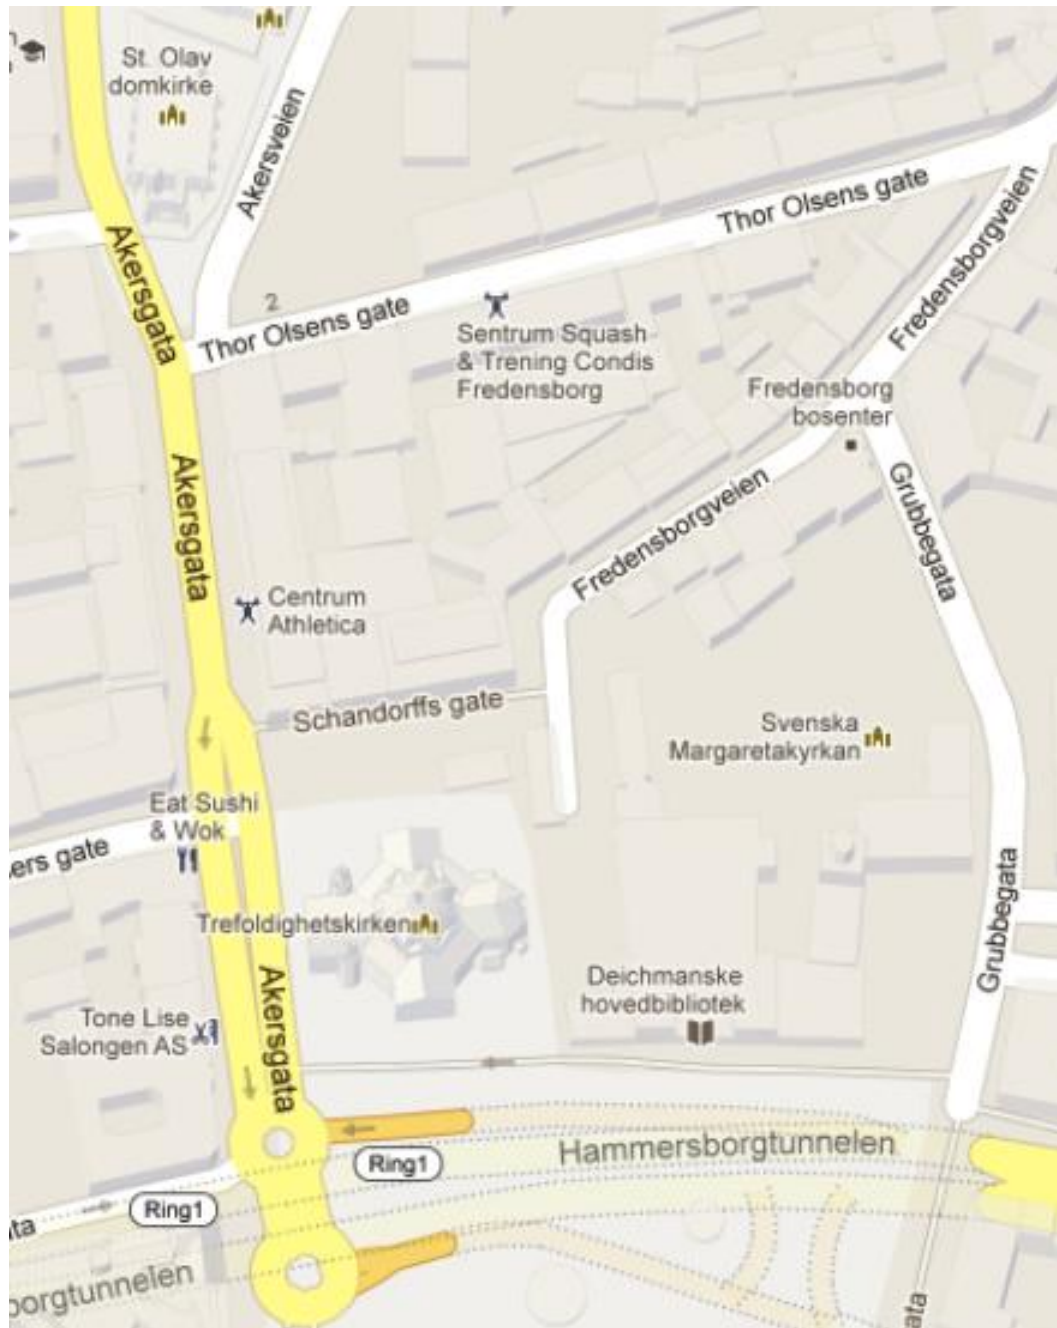 St. Olav
domkirke
Akersveien
Akersgata
2
Thor Olsens gate
Thor Olsens gate
Fredensborgveien
Sentrum Squash
& Trening Condis
Fredensborg
Fredensborg
bosenter
Akersgata
Fredensborgveien
Grubbegata
Centrum
Athletica
Schandorffs gate
Svenska
Margaretakyrkan
Eat Sushi
& Wok
ers gate
Trefoldighetskirken
Grubbegata
Akersgata
Deichmanske
hovedbibliotek
Tone Lise
Salongen AS
Hammersborgtunnelen
Ring1
Ring1
ata
borgtunnelen
ata